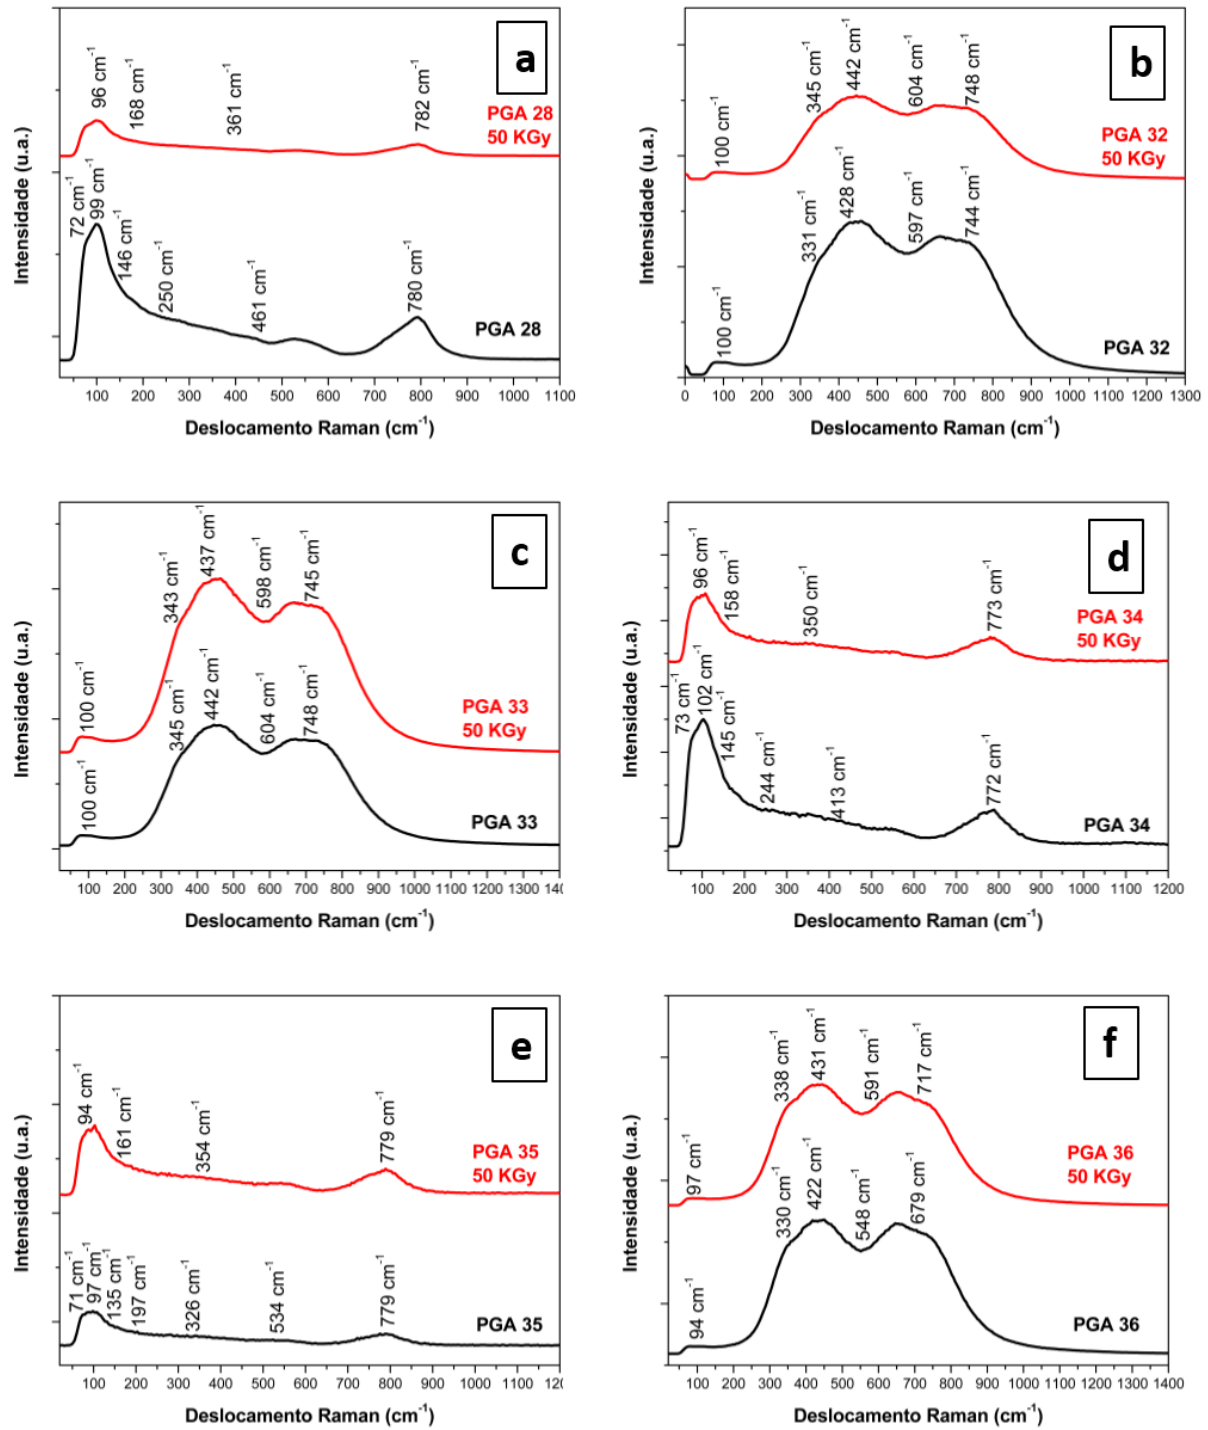 a
96 cm-1
168 cm-1
361 cm-1
782 cm-1
PGA 28
50 KGy
72 cm-1
99 cm-1
146 cm-1
250 cm-1
461 cm-1
780 cm-1
PGA 28
Intensidade (u.a.)
100 200 300 400 500 600 700 800 900 1000 1100
Deslocamento Raman (cm-1)
b
100 cm-1
345 cm-1
442 cm-1
604 cm-1
748 cm-1
PGA 32
50 KGy
100 cm-1
331 cm-1
428 cm-1
597 cm-1
744 cm-1
PGA 32
Intensidade (u.a.)
0 100 200 300 400 500 600 700 800 900 1000 1100 1200 1300
Deslocamento Raman (cm-1)
c
100 cm-1
343 cm-1
437 cm-1
598 cm-1
745 cm-1
PGA 33
50 KGy
100 cm-1
345 cm-1
442 cm-1
604 cm-1
748 cm-1
PGA 33
Intensidade (u.a.)
100 200 300 400 500 600 700 800 900 1000 1100 1200 1300 140
Deslocamento Raman (cm-1)
d
96 cm-1
158 cm-1
350 cm-1
773 cm-1
PGA 34
50 KGy
73 cm-1
102 cm-1
145 cm-1
244 cm-1
413 cm-1
772 cm-1
PGA 34
Intensidade (u.a.)
100 200 300 400 500 600 700 800 900 1000 1100 1200
Deslocamento Raman (cm-1)
e
94 cm-1
161 cm-1
354 cm-1
779 cm-1
PGA 35
50 KGy
71 cm-1
97 cm-1
135 cm-1
197 cm-1
326 cm-1
534 cm-1
779 cm-1
PGA 35
Intensidade (u.a.)
100 200 300 400 500 600 700 800 900 1000 1100 120
Deslocamento Raman (cm-1)
f
97 cm-1
338 cm-1
431 cm-1
591 cm-1
717 cm-1
PGA 36
50 KGy
94 cm-1
330 cm-1
422 cm-1
548 cm-1
679 cm-1
PGA 36
Intensidade (u.a.)
100 200 300 400 500 600 700 800 900 1000 1100 1200 1300 1400
Deslocamento Raman (cm-1)